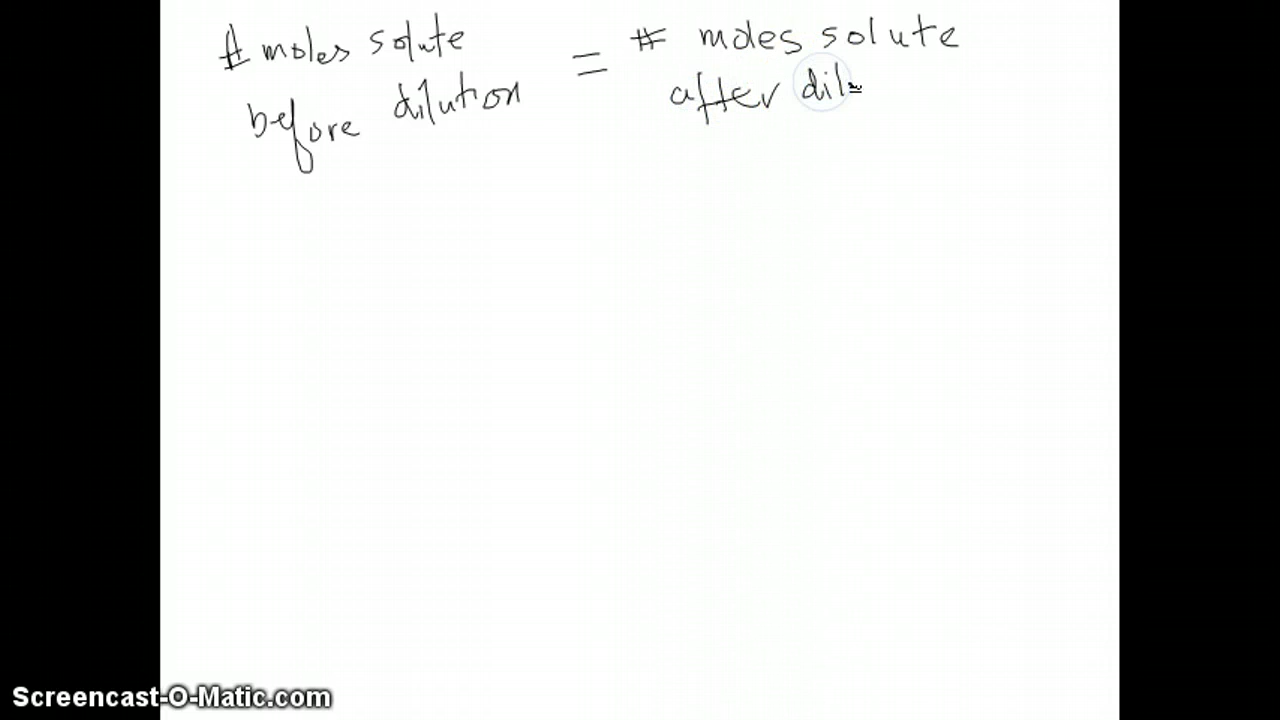 # moles solute
before dilution
=
# moles solute
after dil
Screencast-O-Matic.com